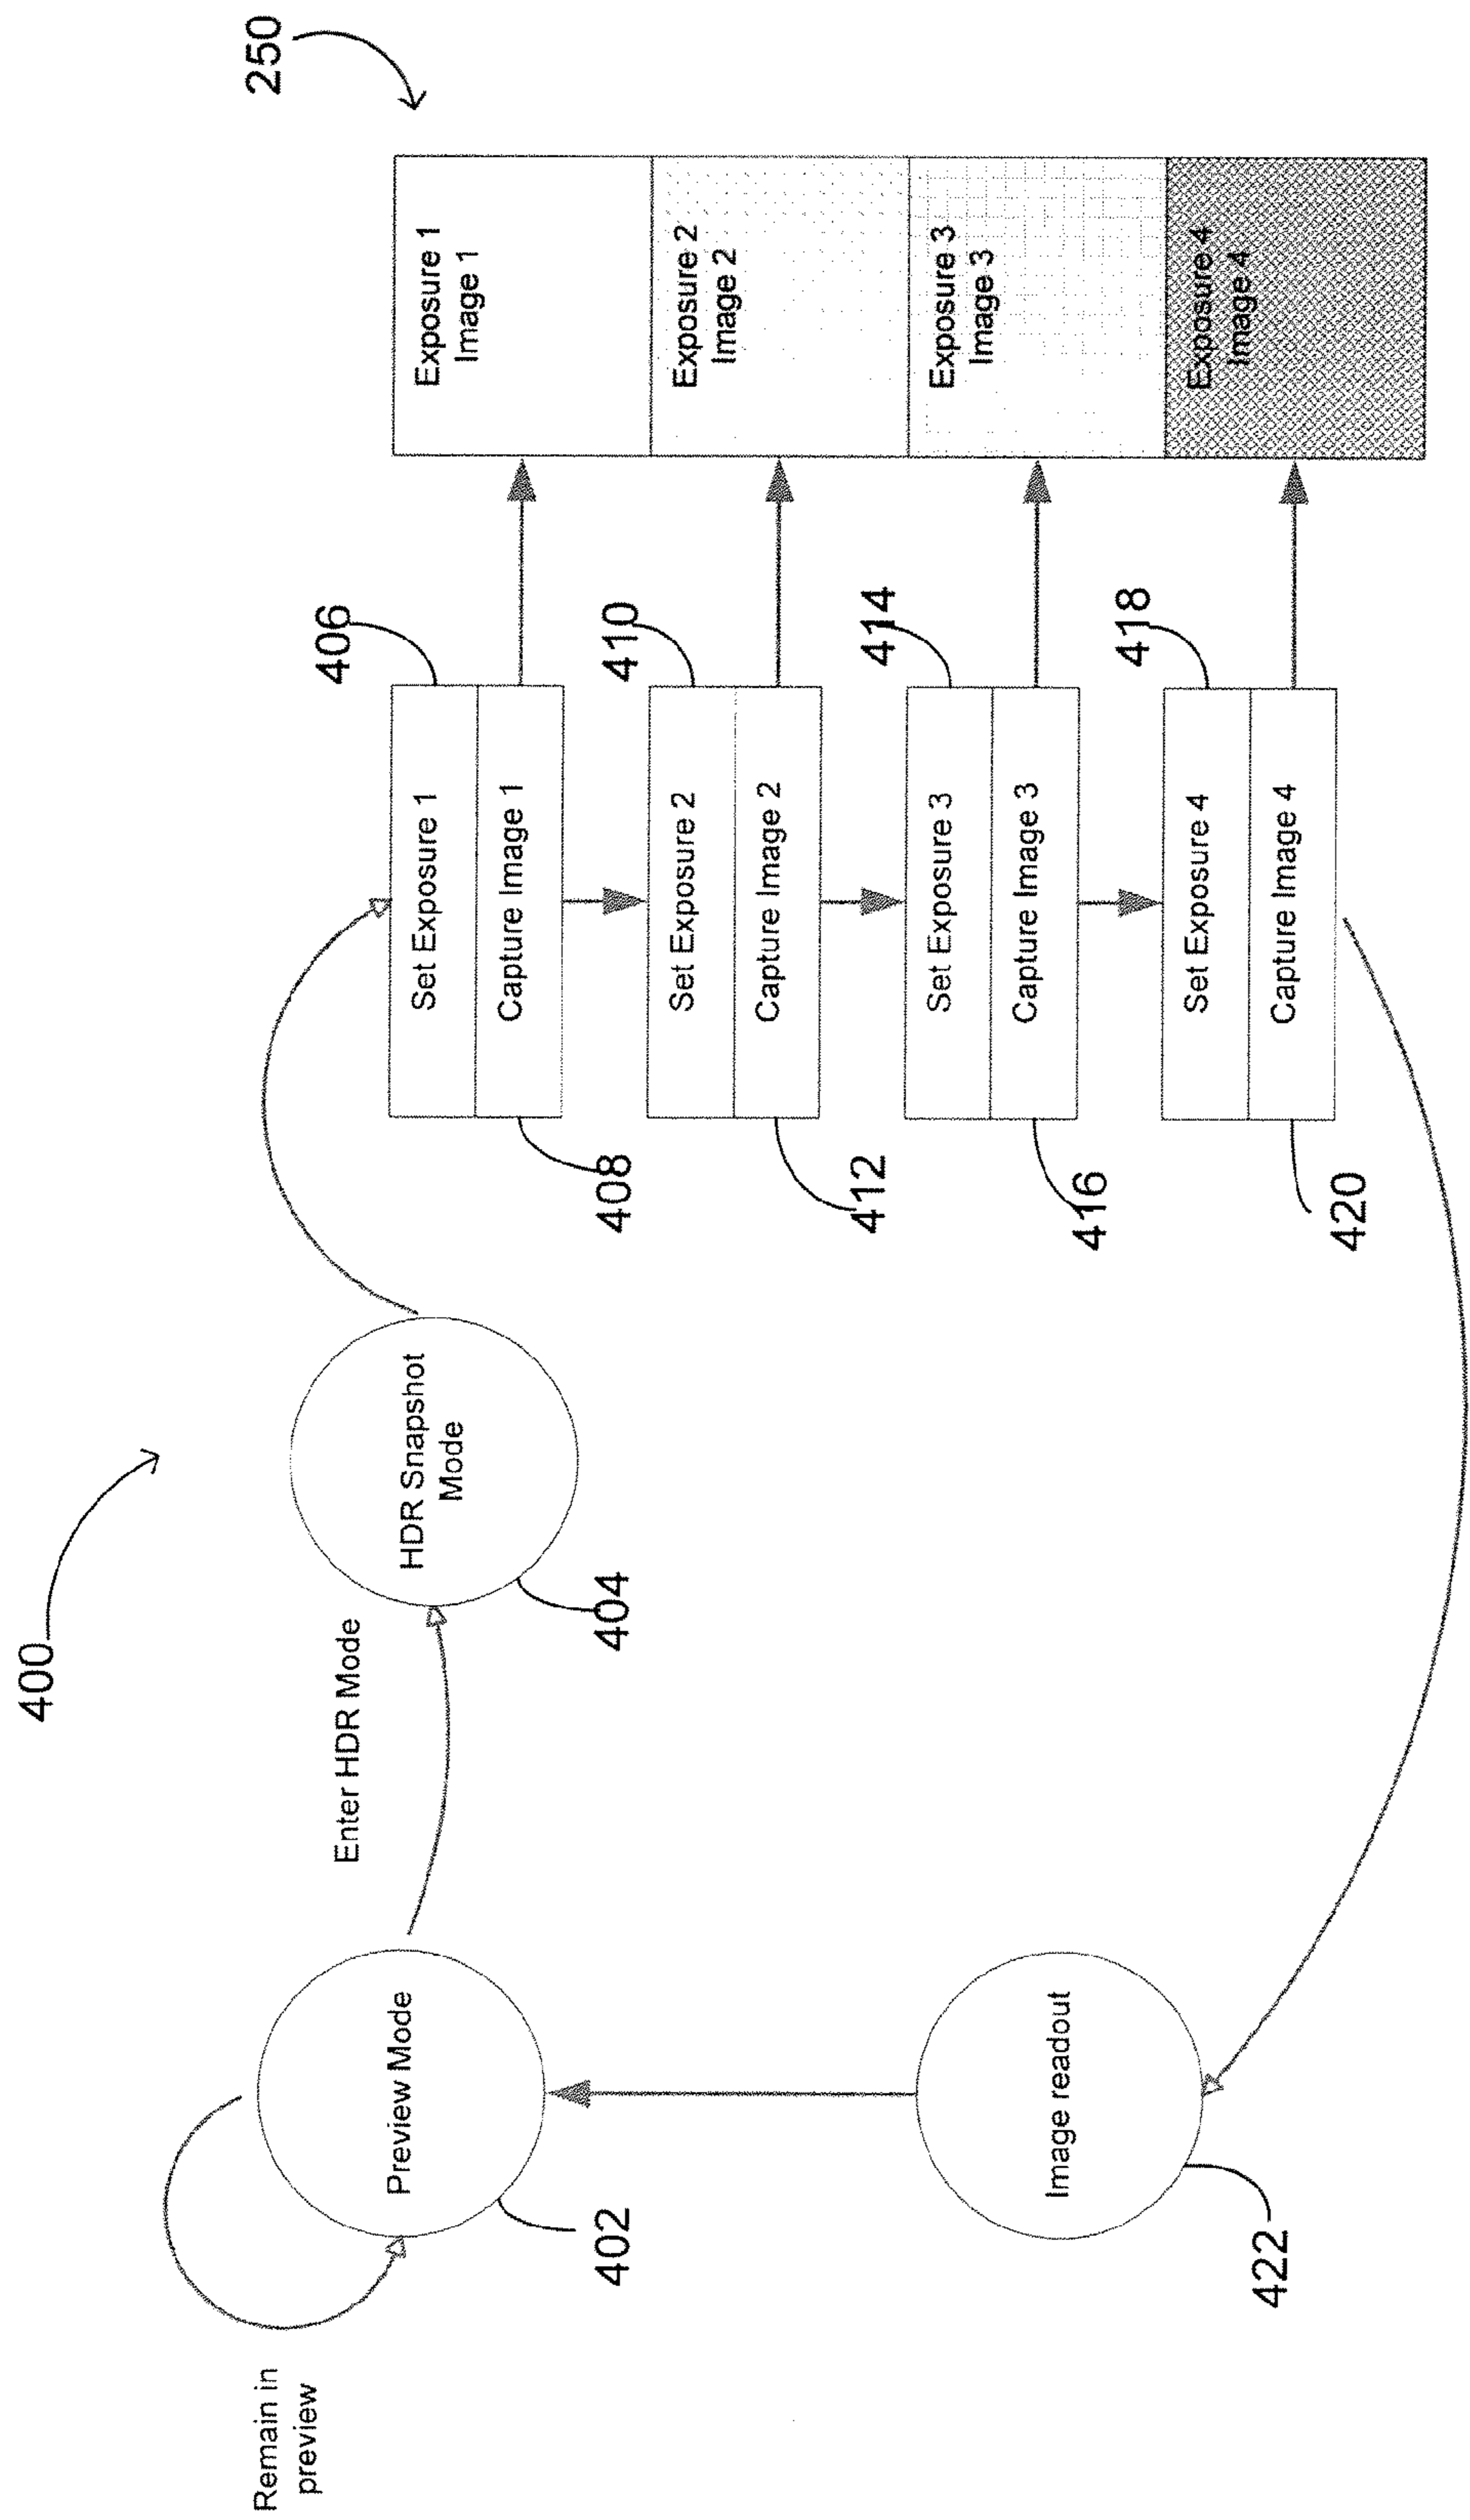 400
250
Remain in
preview
Preview Mode
402
Enter HDR Mode
HDR Snapshot
Mode
404
Set Exposure 1
406
Capture Image 1
408
Exposure 1
Image 1
Set Exposure 2
410
Capture Image 2
412
Exposure 2
Image 2
Set Exposure 3
414
Capture Image 3
416
Exposure 3
Image 3
Set Exposure 4
418
Capture Image 4
420
Exposure 4
Image 4
Image readout
422